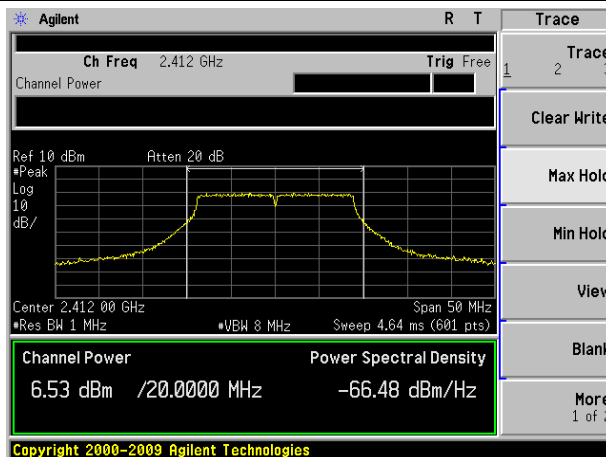 Agilent R T Trace
Ch Freq 2.412 GHz Trig Free
Channel Power
Trace
1 2 3
Clear Write
Max Hold
Min Hold
View
Blank
More
1 of 2
Ref 10 dBm Atten 20 dB
#Peak
Log
10
dB/
Center 2.412 00 GHz Span 50 MHz
#Res BW 1 MHz #VBW 8 MHz Sweep 4.64 ms (601 pts)
Channel Power Power Spectral Density
6.53 dBm /20.0000 MHz -66.48 dBm/Hz
Copyright 2000-2009 Agilent Technologies